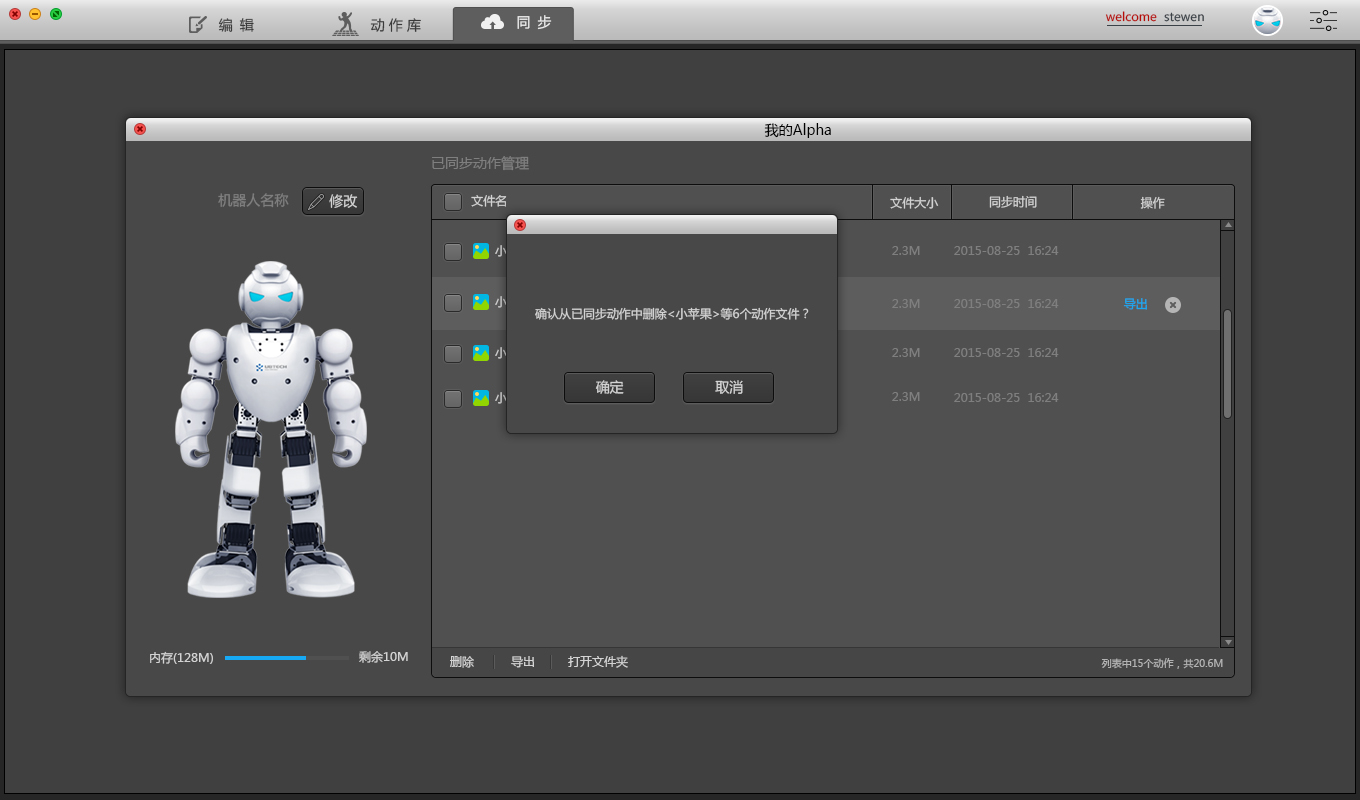 编 辑
动作库
同 步
welcome stewen
我的Alpha
已同步动作管理
机器人名称
修改
文件名
文件大小
同步时间
操作
小
2.3M
2015-08-25 16:24
小
2.3M
2015-08-25 16:24
导出
小
2.3M
2015-08-25 16:24
小
2.3M
2015-08-25 16:24
确认从已同步动作中删除<小苹果>等6个动作文件？
确定
取消
内存(128M)
剩余10M
删除
导出
打开文件夹
列表中15个动作，共20.6M